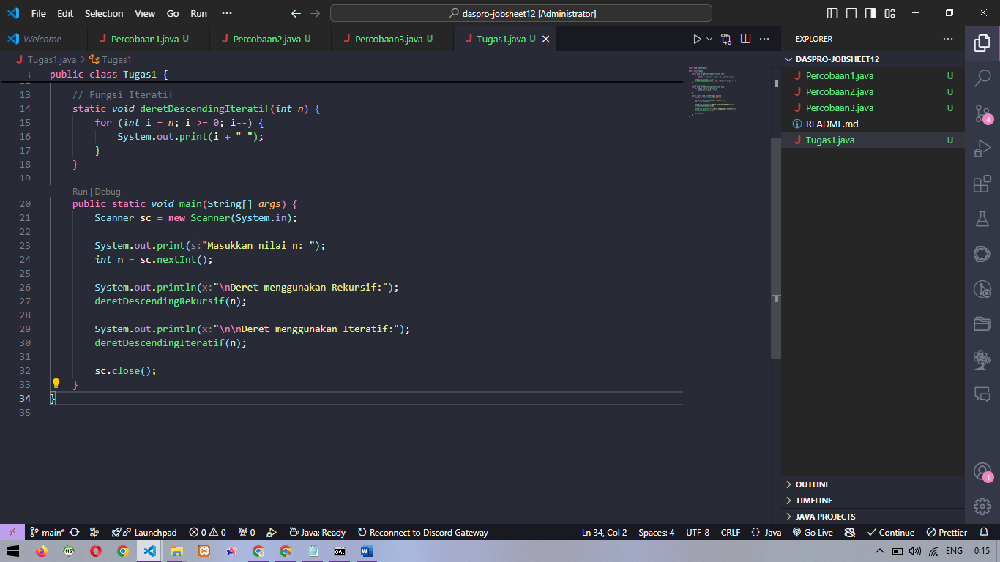 File Edit Selection View Go Run ··· daspro-jobsheet12 [Administrator]
Welcome Percobaan1.java U Percobaan2.java U Percobaan3.java U Tugas1.java U
Tugas1.java > Tugas1
3 public class Tugas1 {
13 // Fungsi Iteratif
14 static void deretDescendingIteratif(int n) {
15 for (int i = n; i >= 0; i--) {
16 System.out.print(i + " ");
17 }
18 }
19
Run | Debug
20 public static void main(String[] args) {
21 Scanner sc = new Scanner(System.in);
22
23 System.out.print(s:"Masukkan nilai n: ");
24 int n = sc.nextInt();
25
26 System.out.println(x:"\nDeret menggunakan Rekursif:");
27 deretDescendingRekursif(n);
28
29 System.out.println(x:"\n\nDeret menggunakan Iteratif:");
30 deretDescendingIteratif(n);
31
32 sc.close();
33 }
34 }
35
EXPLORER
DASPRO-JOBSHEET12
Percobaan1.java U
Percobaan2.java U
Percobaan3.java U
README.md
Tugas1.java U
OUTLINE
TIMELINE
JAVA PROJECTS
4
1
main* Launchpad 0 0 0 Java: Ready Reconnect to Discord Gateway Ln 34, Col 2 Spaces: 4 UTF-8 CRLF {} Java Go Live Continue Prettier
ENG 0:15